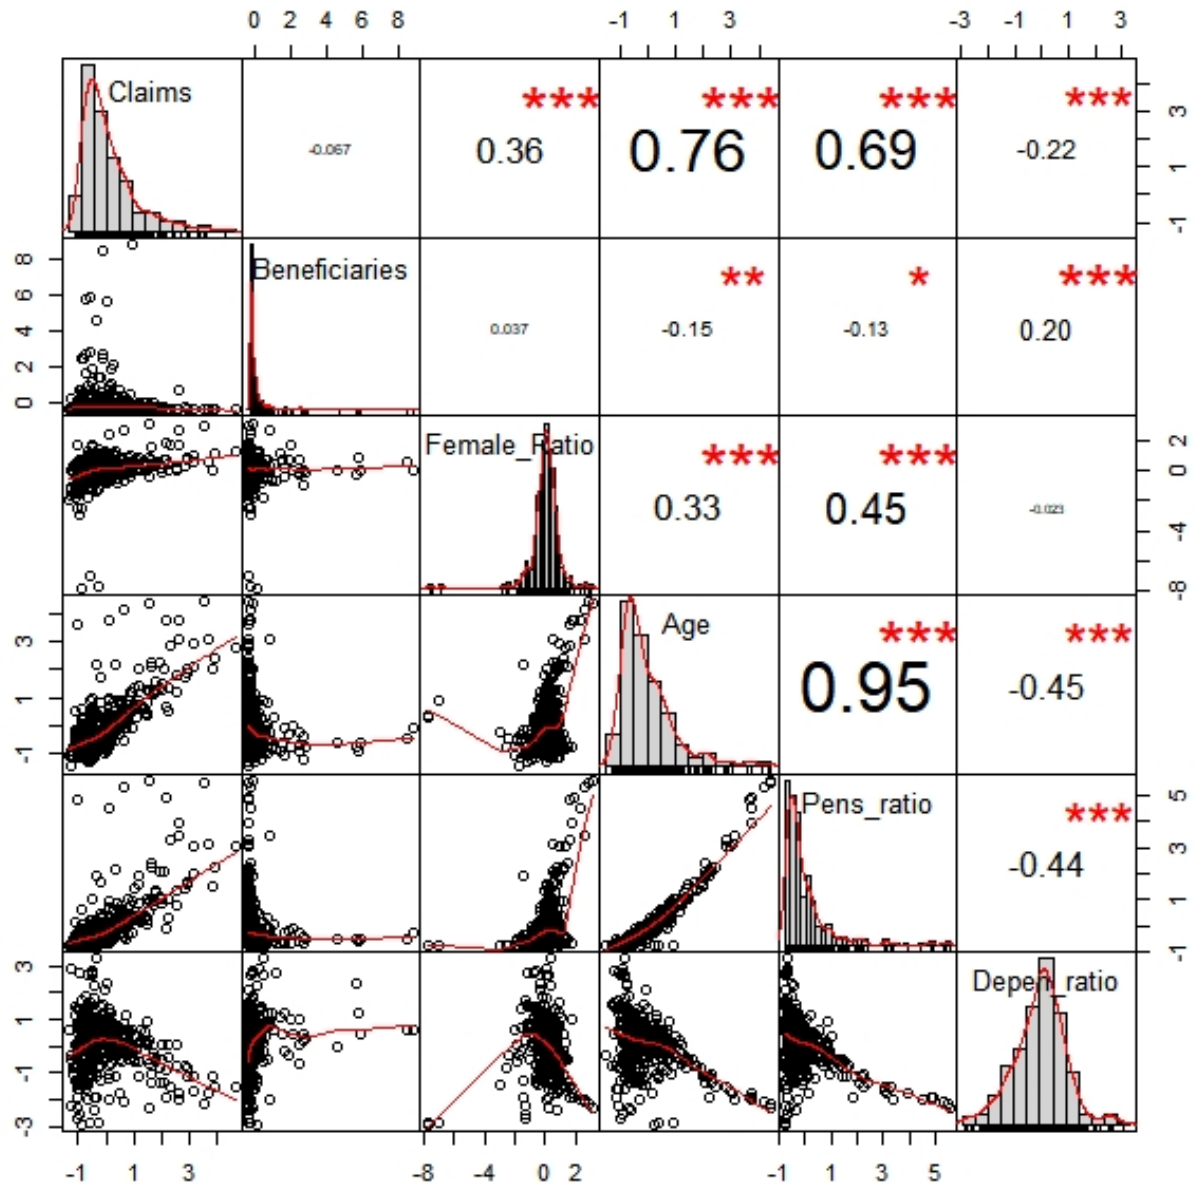 0 2 4 6 8 -1 1 3 -3 -1 1 3
Claims *** *** *** ***
-0.067 0.36 0.76 0.69 -0.22
3
1
-1
8
6
4
2
0
Beneficiaries ** * ***
0.037 -0.15 -0.13 0.20
Female_Ratio *** ***
0.33 0.45 -0.023
2
0
-4
-8
3
1
-1
Age *** ***
0.95 -0.45
Pens_ratio ***
-0.44
5
3
1
-1
3
1
-1
-3
Depen_ratio
-1 1 3 -8 -4 0 2 -1 1 3 5